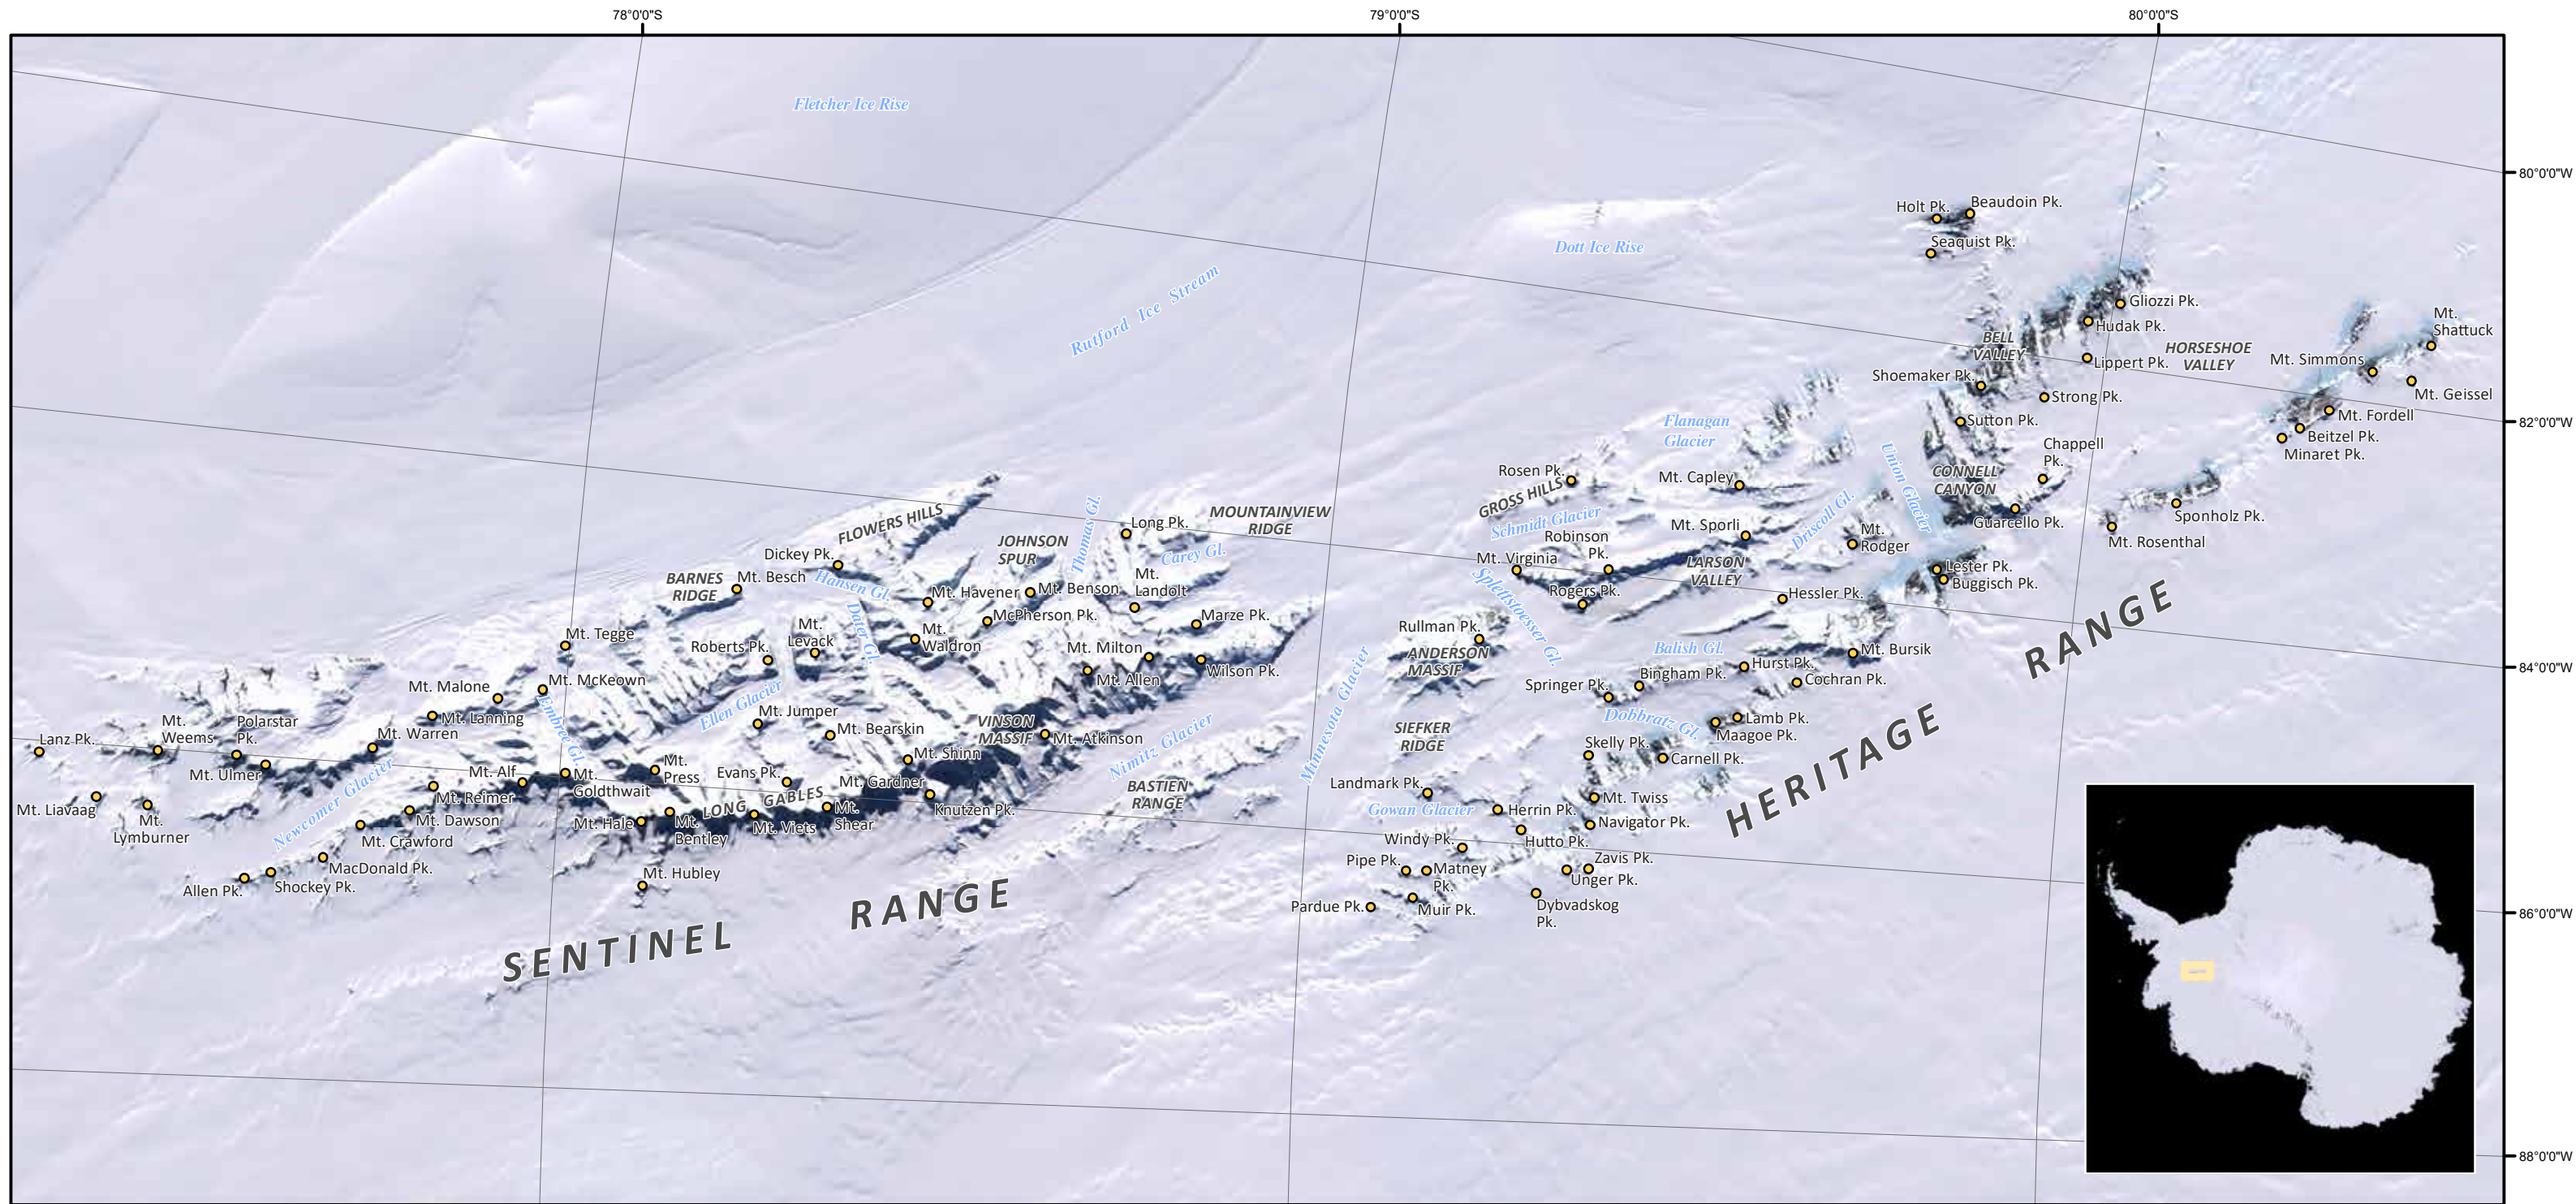 78°0'0"S
79°0'0"S
80°0'0"S
Fletcher Ice Rise
80°0'0"W
Holt Pk.
Beaudoin Pk.
Seaquist Pk.
Dott Ice Rise
Rutford Ice Stream
Gliozzi Pk.
Hudak Pk.
BELL
VALLEY
Lippert Pk.
HORSESHOE
VALLEY
Mt.
Shattuck
Mt. Simmons
Mt. Geissel
Shoemaker Pk.
Strong Pk.
Mt. Fordell
Beitzel Pk.
Minaret Pk.
82°0'0"W
Flanagan
Glacier
Sutton Pk.
Union Glacier
Chappell
Pk.
CONNELL
CANYON
Rosen Pk.
GROSS HILLS
Mt. Capley
Guarcello Pk.
Sponholz Pk.
Mt. Rosenthal
FLOWERS HILLS
Thomas Gl.
Long Pk.
MOUNTAINVIEW
RIDGE
Schmidt Glacier
Mt. Sporli
Driscoll Gl.
Mt.
Rodger
JOHNSON
SPUR
Carey Gl.
Robinson
Pk.
Mt. Virginia
LARSON
VALLEY
Lester Pk.
Buggisch Pk.
Dickey Pk.
Mt. Besch
BARNES
RIDGE
Hansen Gl.
Mt. Havener
Mt. Benson
Mt.
Landolt
Rogers Pk.
Splettstoesser Gl.
Hessler Pk.
Dater Gl.
McPherson Pk.
Marze Pk.
Rullman Pk.
ANDERSON
MASSIF
Balish Gl.
Mt. Bursik
Mt. Tegge
Mt.
Levack
Roberts Pk.
Mt.
Waldron
Mt. Milton
Wilson Pk.
Mt. Allen
84°0'0"W
Springer Pk.
Bingham Pk.
Hurst Pk.
Cochran Pk.
Mt. Malone
Mt. McKeown
Mt. Lanning
Embree Gl.
Ellen Glacier
Mt. Jumper
Mt. Bearskin
VINSON
MASSIF
Mt. Atkinson
Nimitz Glacier
Minnesota Glacier
SIEFKER
RIDGE
Dobbratz Gl.
Lamb Pk.
Maagoe Pk.
Skelly Pk.
Carnell Pk.
Lanz Pk.
Mt.
Weems
Polarstar
Pk.
Mt. Warren
Mt. Ulmer
Newcomer Glacier
Mt. Alf
Mt.
Goldthwait
Mt.
Press
Evans Pk.
Mt. Shinn
Mt. Gardner
Knutzen Pk.
BASTIEN
RANGE
Landmark Pk.
Gowan Glacier
Herrin Pk.
Mt. Twiss
Navigator Pk.
Hutto Pk.
Mt. Liavaag
Mt.
Lymburner
Mt. Reimer
Mt. Dawson
Mt. Crawford
Mt. Hale
Mt.
Bentley
LONG GABLES
Mt. Viets
Mt.
Shear
Windy Pk.
Pipe Pk.
Matney
Pk.
Zavis Pk.
Unger Pk.
Allen Pk.
Shockey Pk.
MacDonald Pk.
Mt. Hubley
Pardue Pk.
Muir Pk.
Dybvadskog
Pk.
86°0'0"W
SENTINEL RANGE
HERITAGE RANGE
88°0'0"W